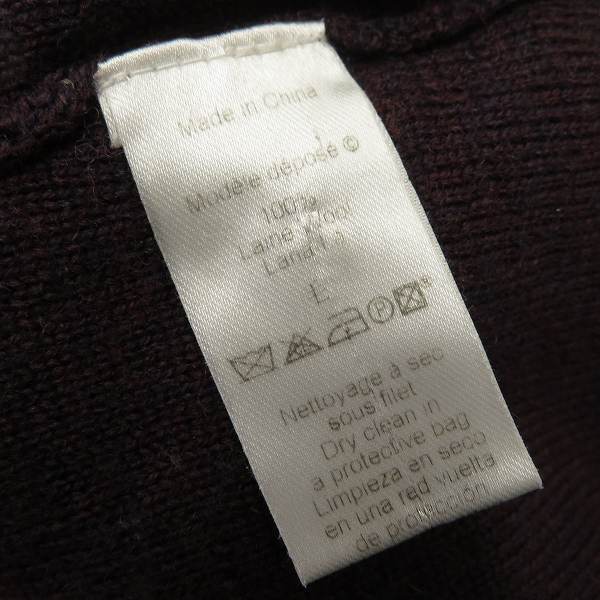 Made in China
Modèle déposé ©
100%
Laine Wool
Lana
L
Nettoyage à sec
sous filet
Dry clean in
a protective bag
Limpieza en seco
en una red vuelta
de protección